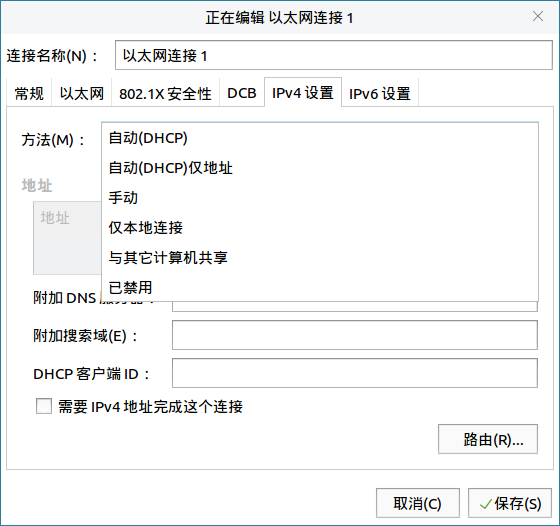 正在编辑 以太网连接 1
连接名称(N)： 以太网连接 1
常规 以太网 802.1X 安全性 DCB IPv4 设置 IPv6 设置
方法(M)： 自动(DHCP)
自动(DHCP)仅地址
地址 手动
地址 仅本地连接
与其它计算机共享
已禁用
附加 DNS
附加搜索域(E)：
DHCP 客户端 ID：
需要 IPv4 地址完成这个连接
路由(R)...
取消(C) 保存(S)